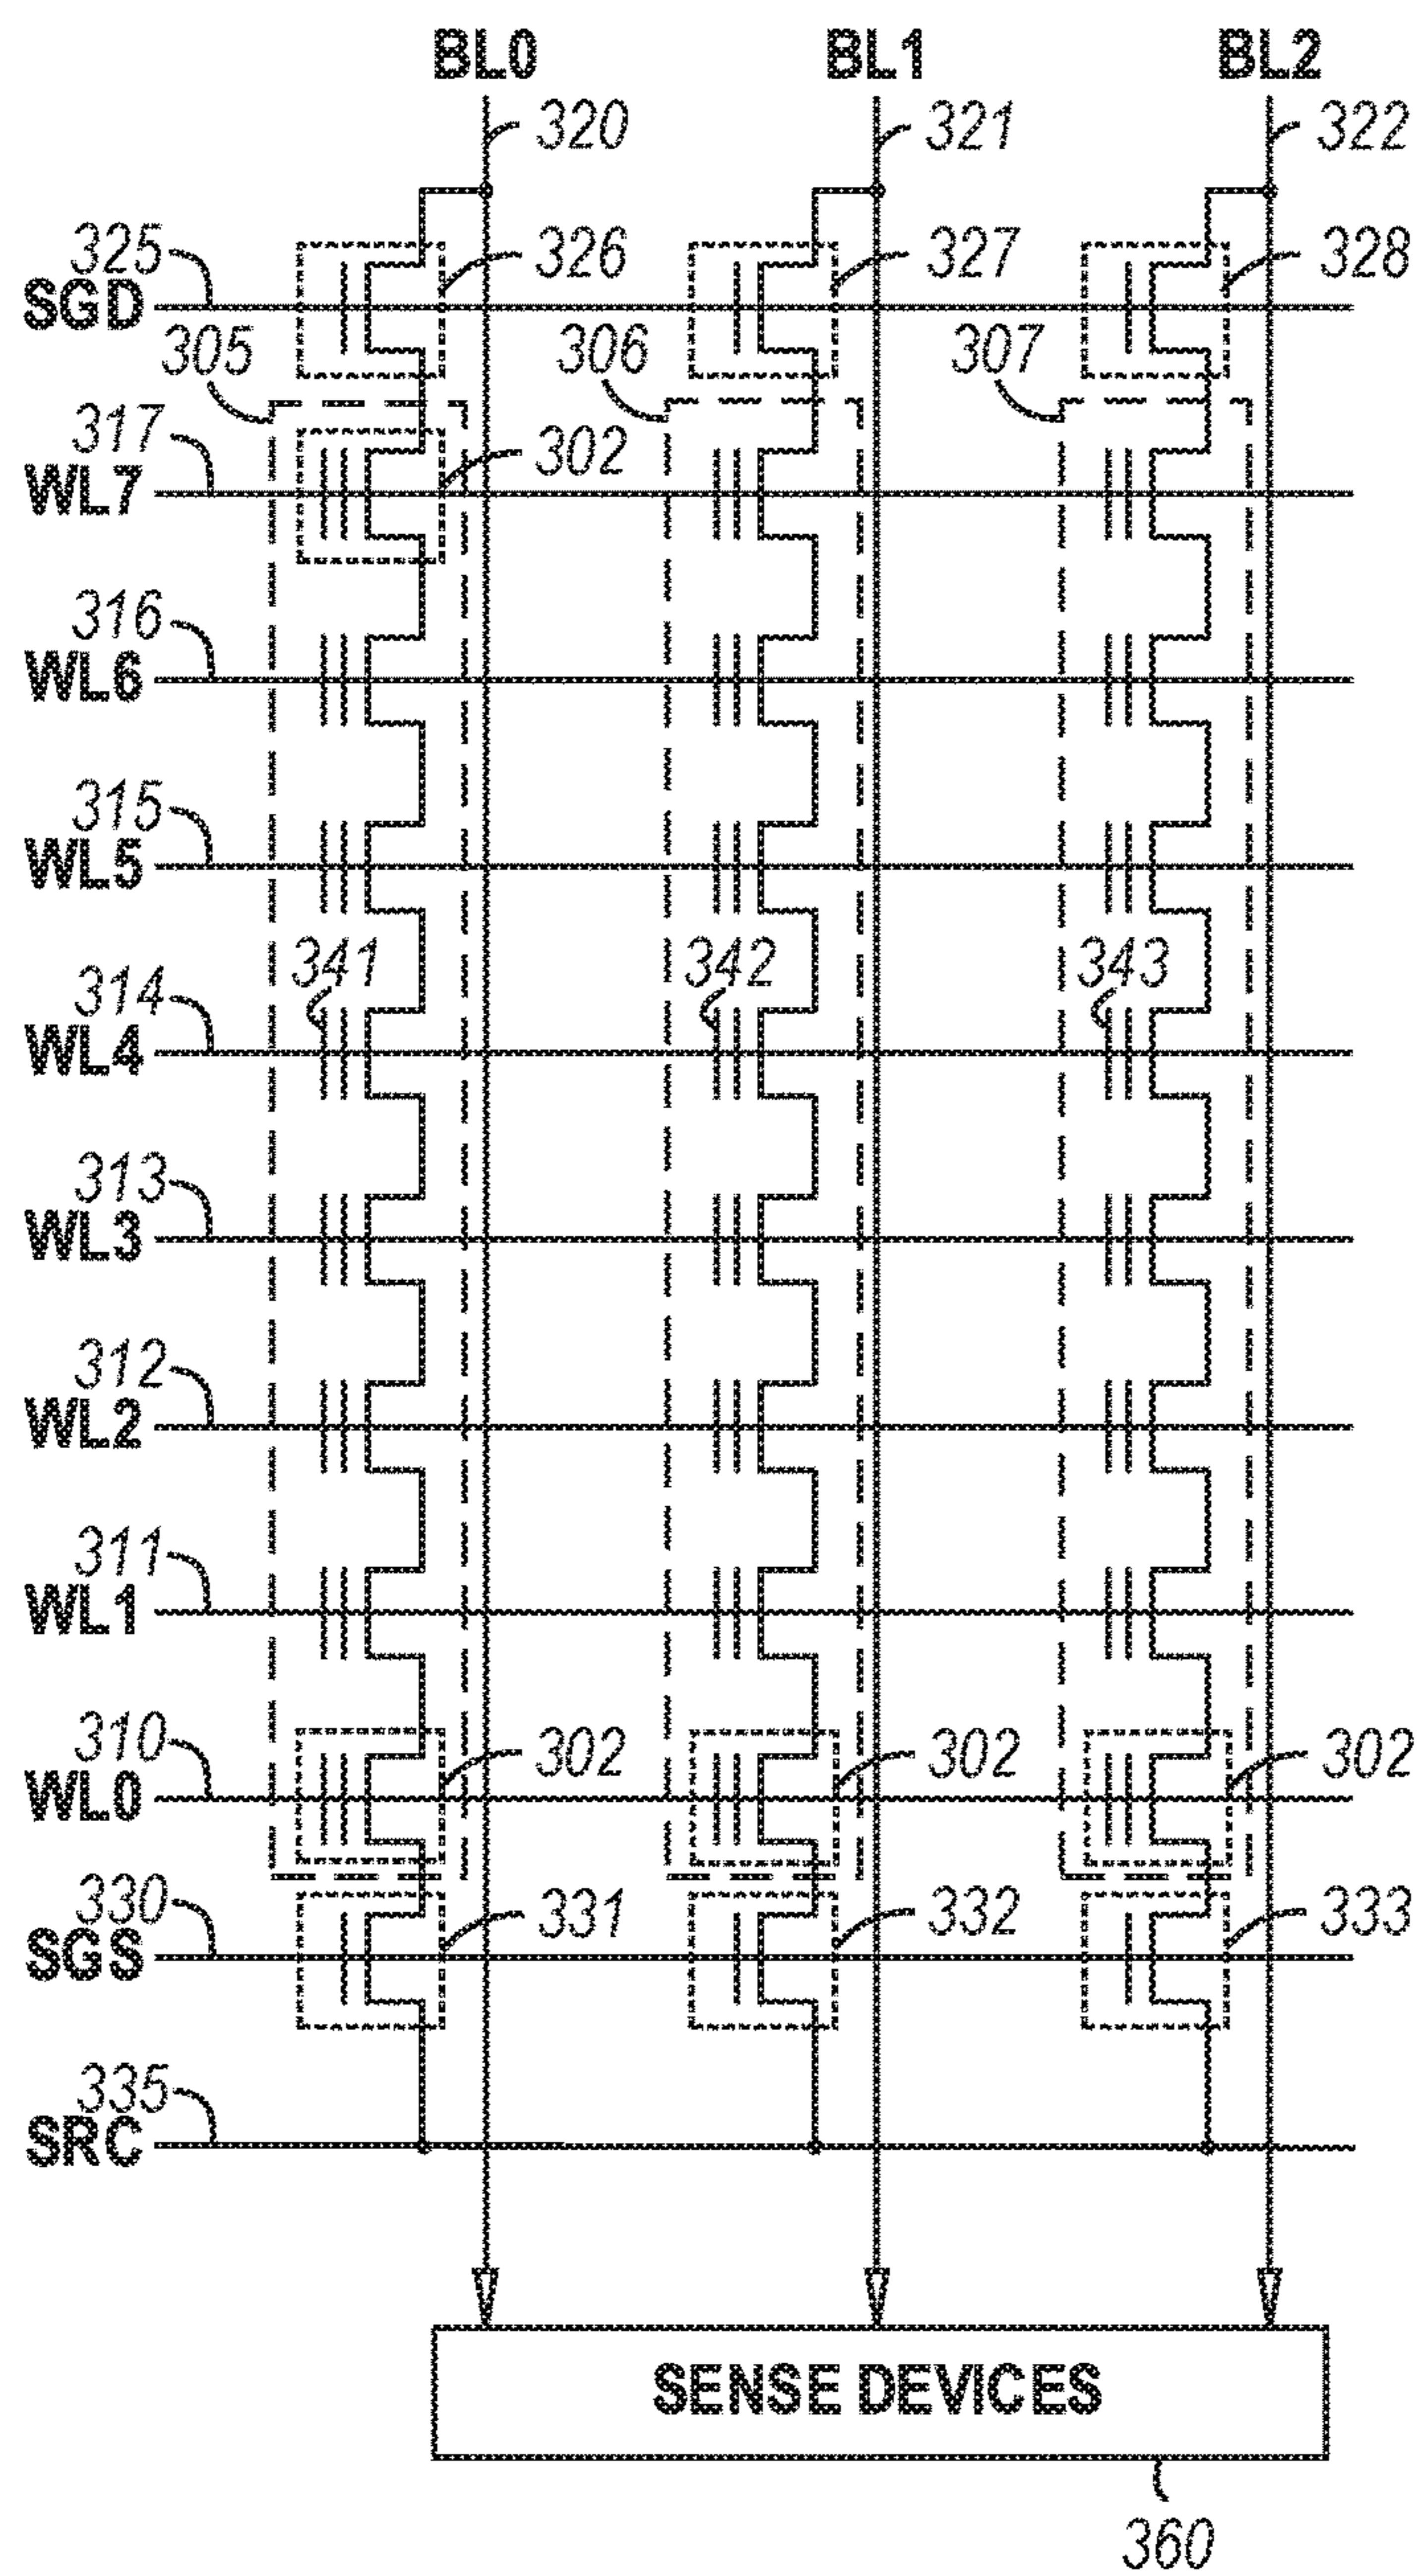 BL0 BL1 BL2
320 321 322
325 326 327 328
SGD
305 306 307
317 302
WL7
316
WL6
315
WL5
341 342 343
314
WL4
313
WL3
312
WL2
311
WL1
310 302 302 302
WL0
330 331 332 333
SGS
335
SRC
SENSE DEVICES
360